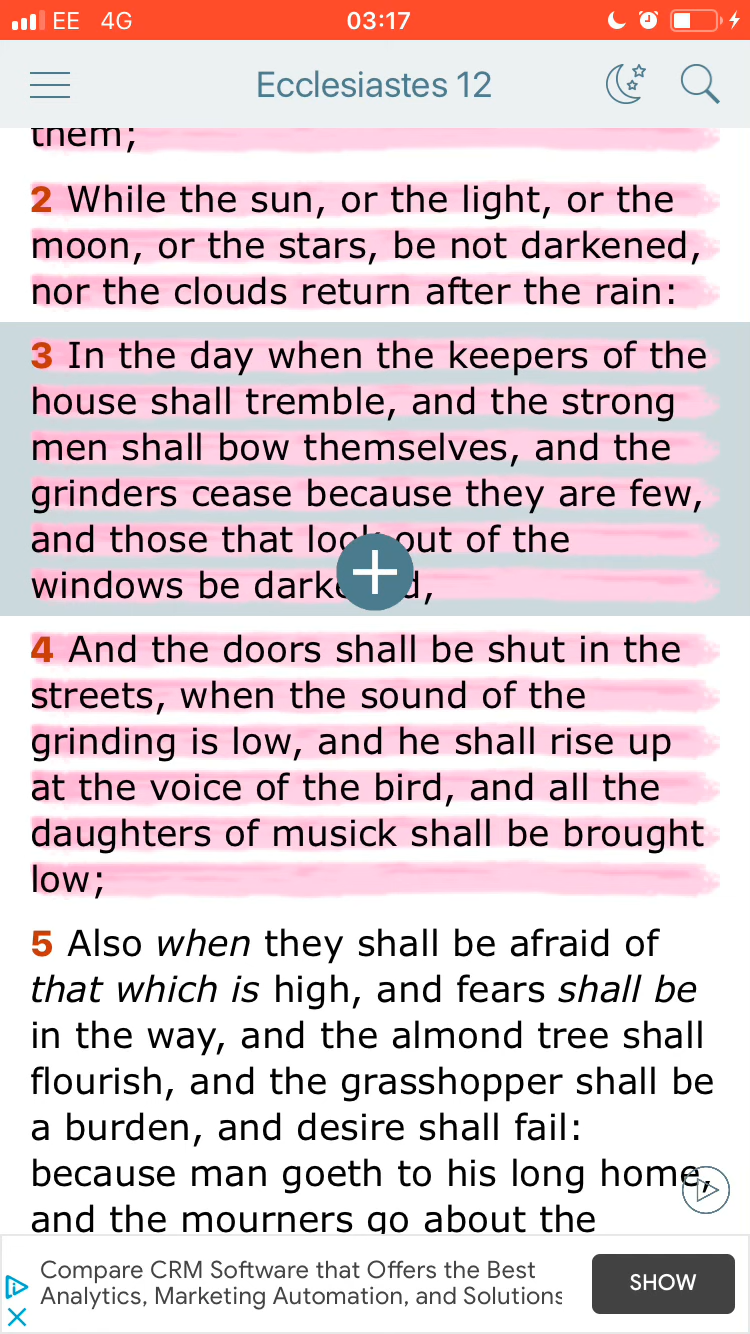 EE 4G 03:17
Ecclesiastes 12
them;
2 While the sun, or the light, or the
moon, or the stars, be not darkened,
nor the clouds return after the rain:
3 In the day when the keepers of the
house shall tremble, and the strong
men shall bow themselves, and the
grinders cease because they are few,
and those that look out of the
windows be darkened,
4 And the doors shall be shut in the
streets, when the sound of the
grinding is low, and he shall rise up
at the voice of the bird, and all the
daughters of musick shall be brought
low;
5 Also when they shall be afraid of
that which is high, and fears shall be
in the way, and the almond tree shall
flourish, and the grasshopper shall be
a burden, and desire shall fail:
because man goeth to his long home,
and the mourners go about the
Compare CRM Software that Offers the Best
Analytics, Marketing Automation, and Solutions
SHOW